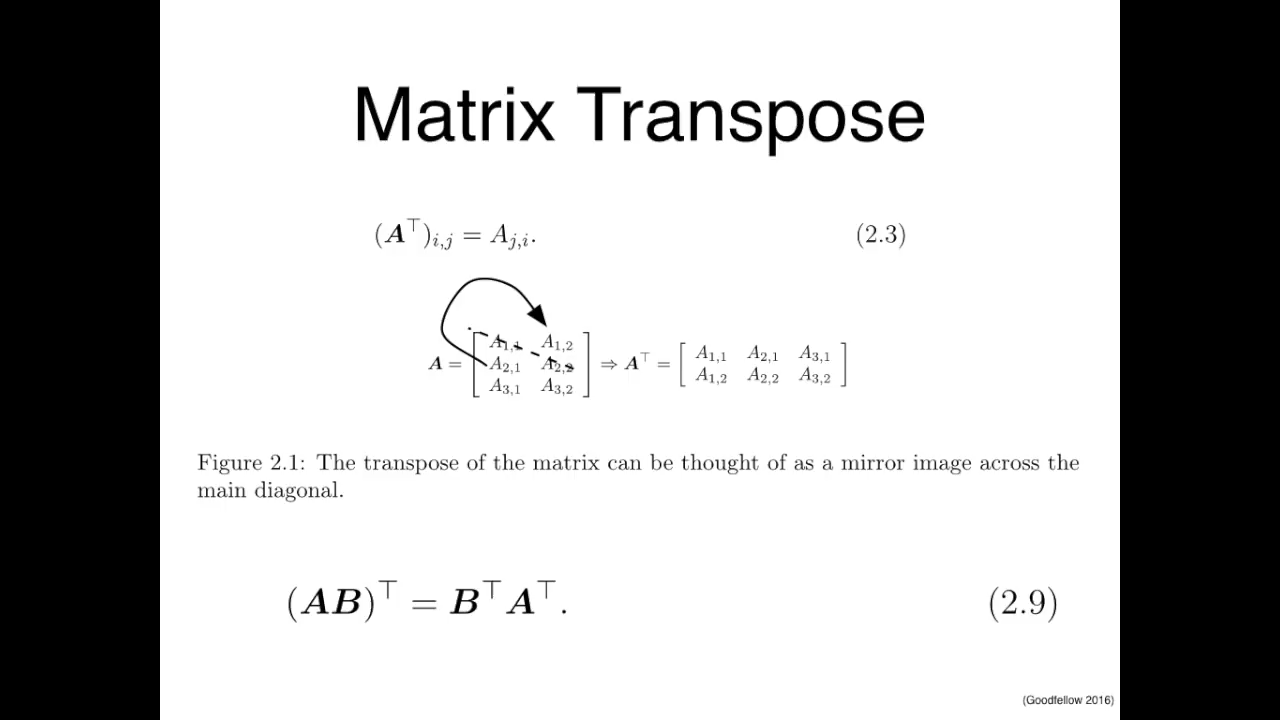 Matrix Transpose
(A⊤)i,j = Aj,i. (2.3)
A = [ A1,1 A1,2
A2,1 A2,2
A3,1 A3,2 ] ⇒ A⊤ = [ A1,1 A2,1 A3,1
A1,2 A2,2 A3,2 ]
Figure 2.1: The transpose of the matrix can be thought of as a mirror image across the
main diagonal.
(AB)⊤ = B⊤A⊤. (2.9)
(Goodfellow 2016)